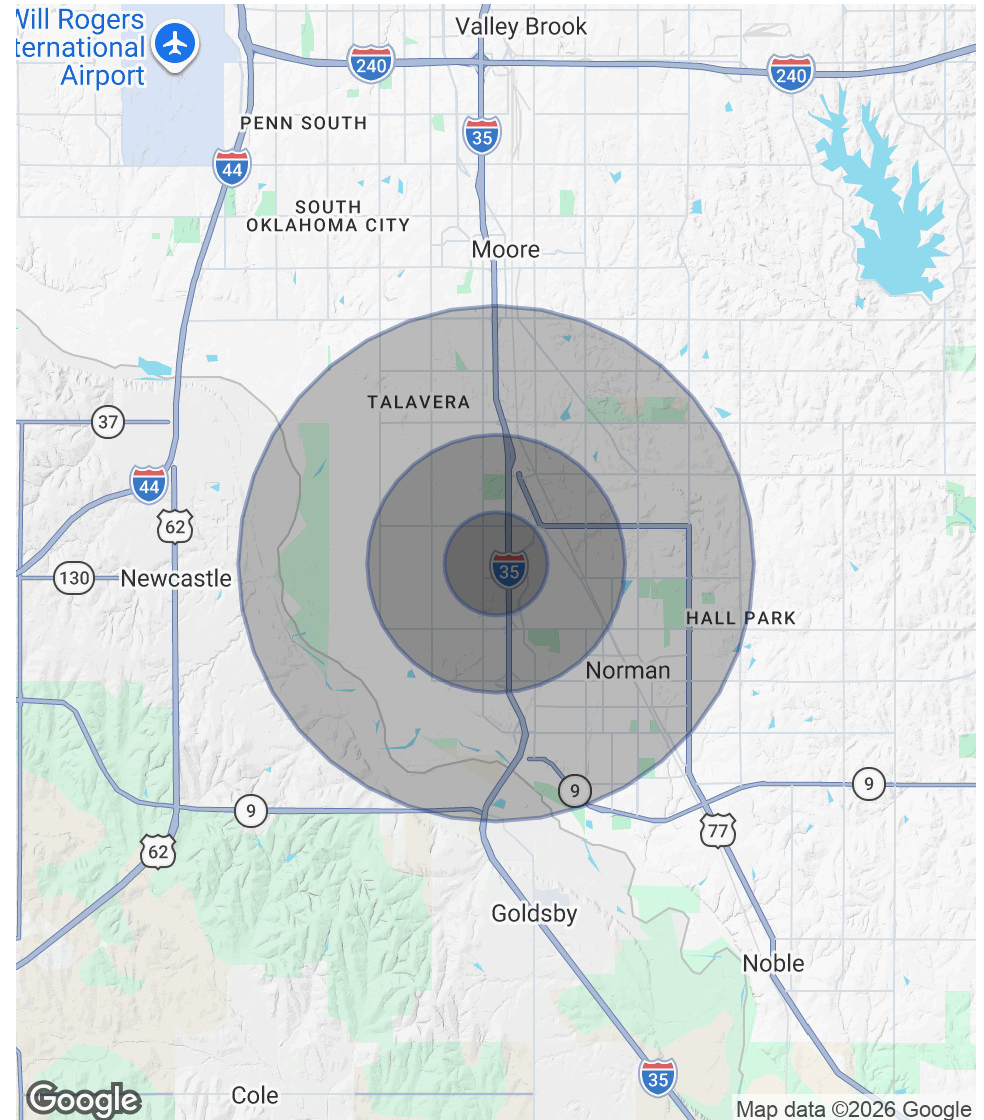 Will Rogers
ternational
Airport
Valley Brook
240
240
PENN SOUTH
35
44
SOUTH
OKLAHOMA CITY
Moore
TALAVERA
37
44
62
35
130
Newcastle
HALL PARK
Norman
9
9
9
77
62
Goldsby
Noble
35
Cole
Google
Map data ©2026 Google